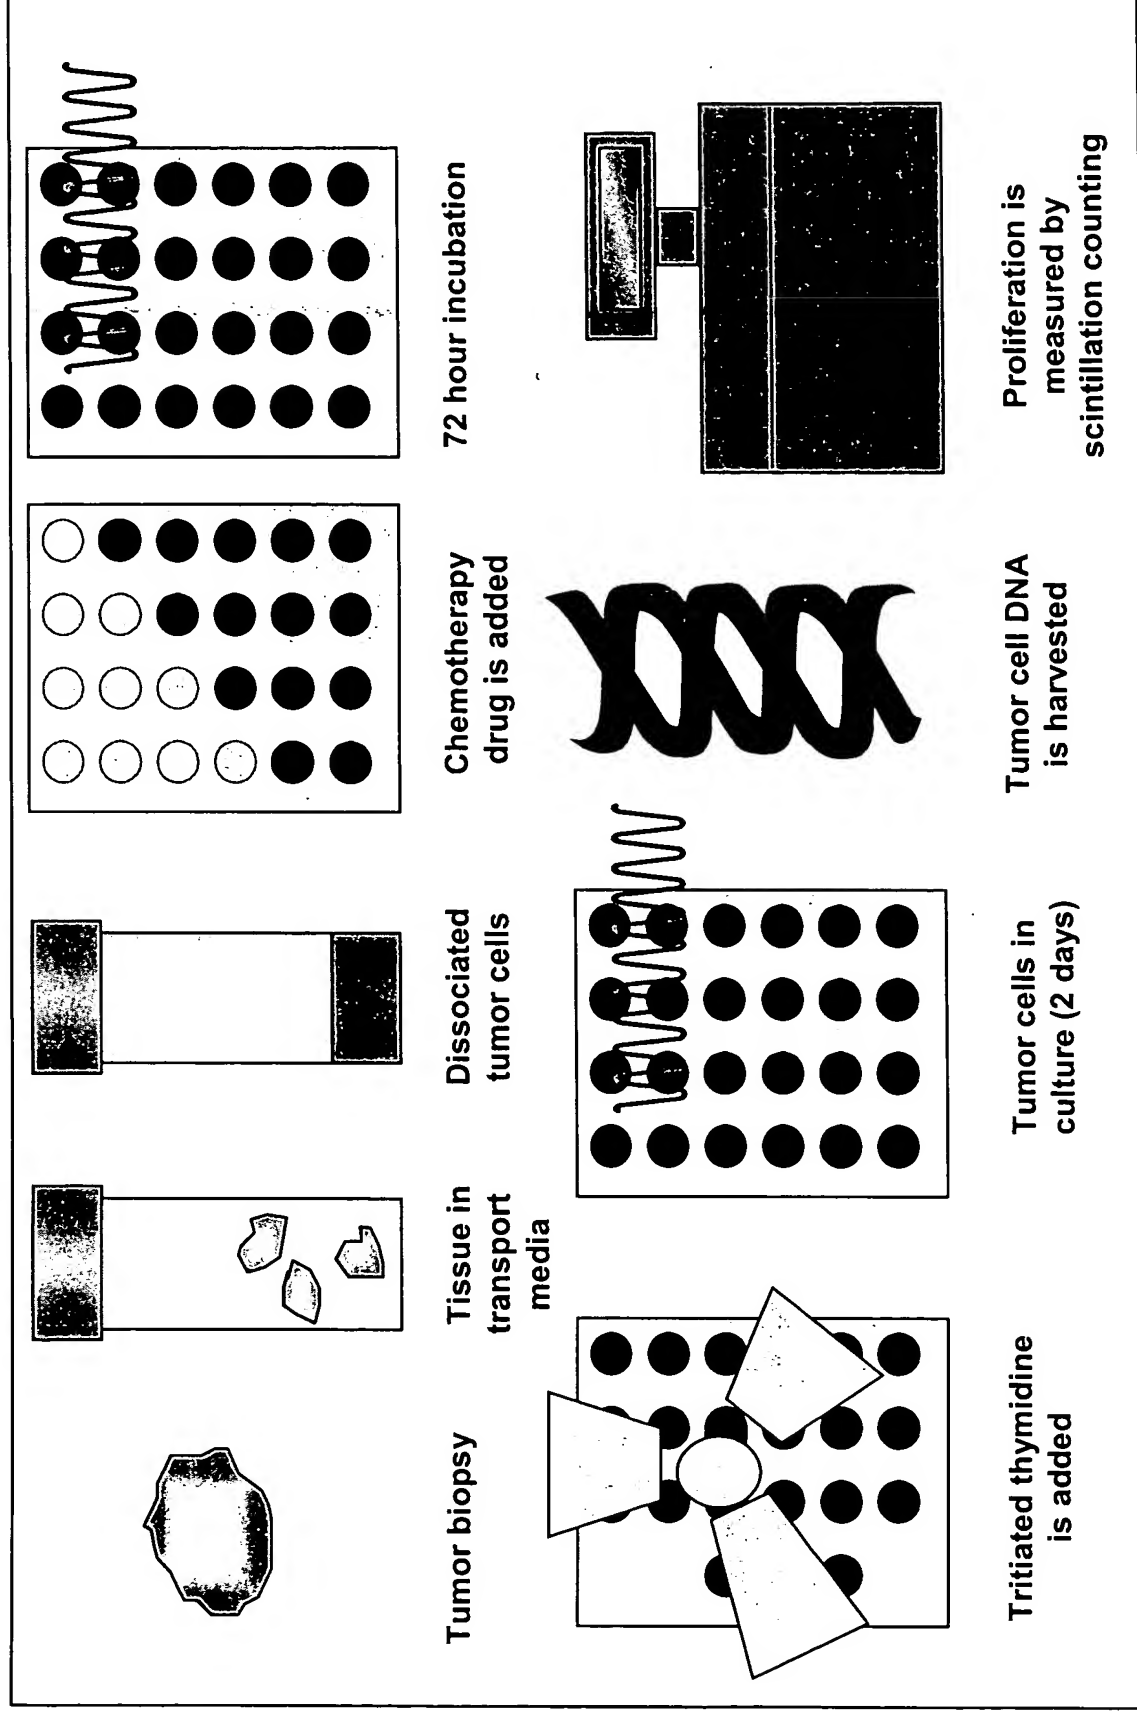 Tumor biopsy
Tissue in
transport
media
Dissociated
tumor cells
Chemotherapy
drug is added
72 hour incubation
Tritiated thymidine
is added
Tumor cells in
culture (2 days)
Tumor cell DNA
is harvested
Proliferation is
measured by
scintillation counting